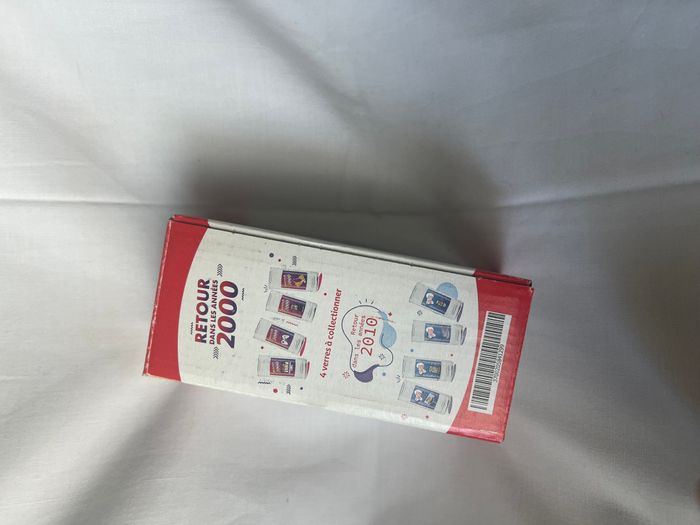 RETOUR
DANS LES ANNÉES
2000
4 verres à collectionner
Retour
dans les années
2010